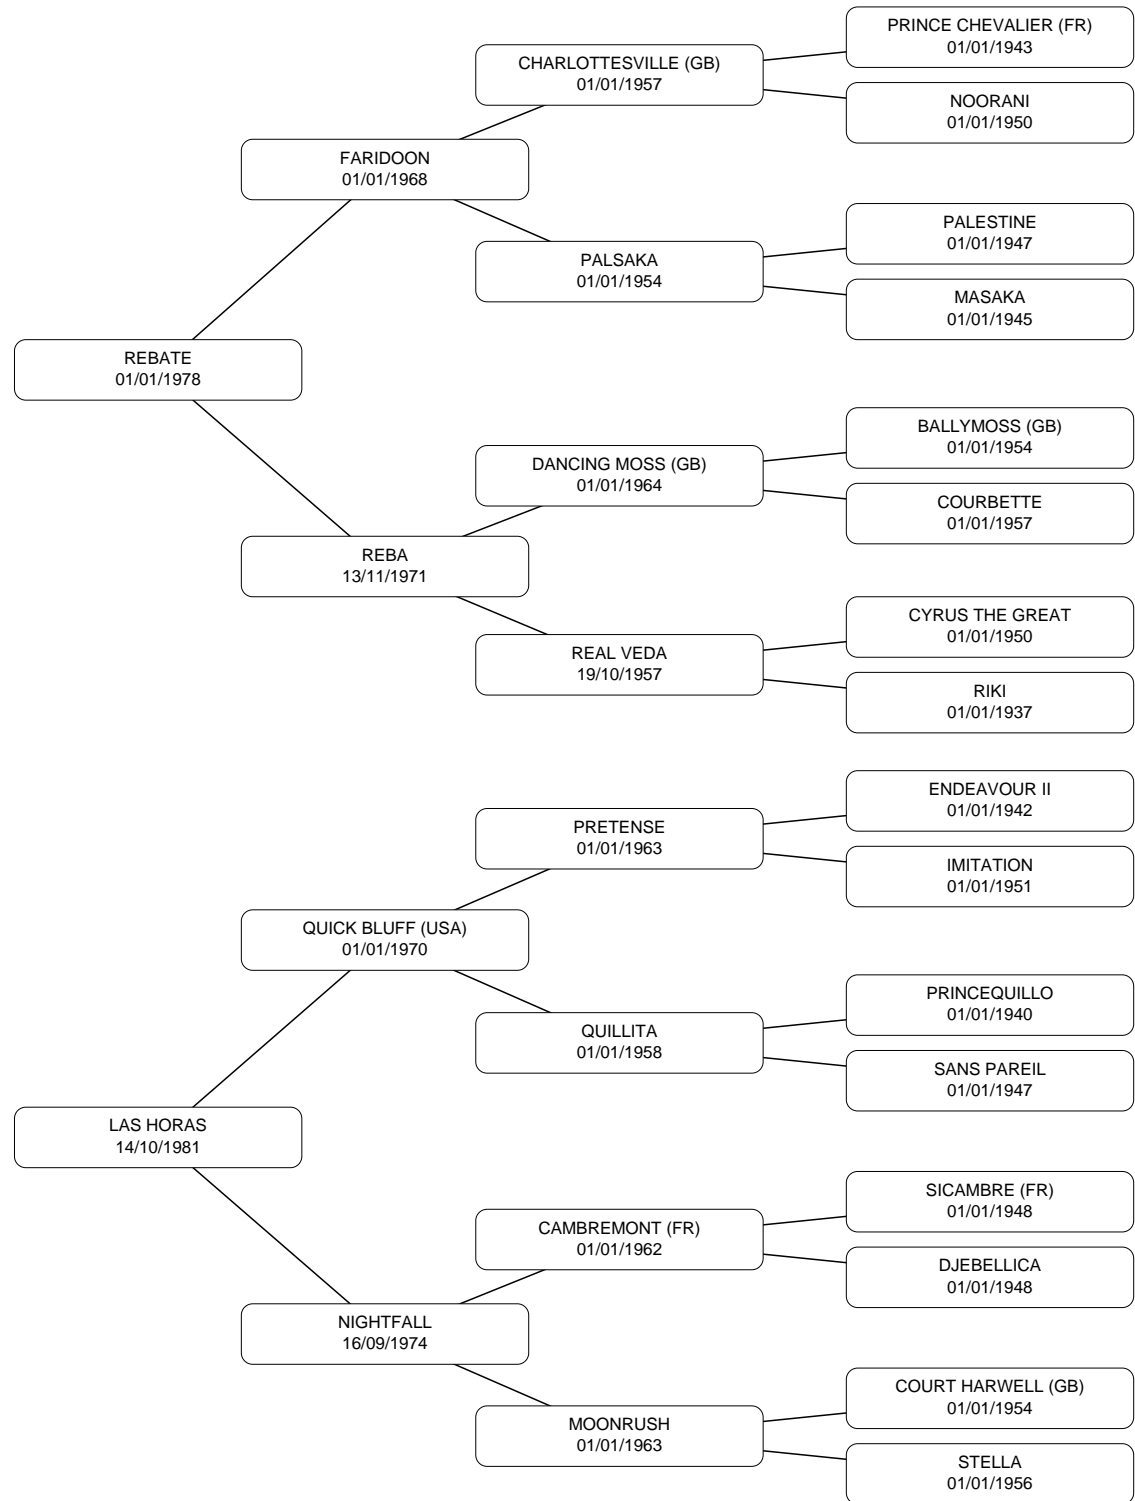 PRINCE CHEVALIER (FR)
01/01/1943
CHARLOTTESVILLE (GB)
01/01/1957
NOORANI
01/01/1950
FARIDOON
01/01/1968
PALESTINE
01/01/1947
PALSAKA
01/01/1954
MASAKA
01/01/1945
REBATE
01/01/1978
BALLYMOSS (GB)
01/01/1954
DANCING MOSS (GB)
01/01/1964
COURBETTE
01/01/1957
REBA
13/11/1971
CYRUS THE GREAT
01/01/1950
REAL VEDA
19/10/1957
RIKI
01/01/1937
ENDEAVOUR II
01/01/1942
PRETENSE
01/01/1963
IMITATION
01/01/1951
QUICK BLUFF (USA)
01/01/1970
PRINCEQUILLO
01/01/1940
QUILLITA
01/01/1958
SANS PAREIL
01/01/1947
LAS HORAS
14/10/1981
SICAMBRE (FR)
01/01/1948
CAMBREMONT (FR)
01/01/1962
DJEBELLICA
01/01/1948
NIGHTFALL
16/09/1974
COURT HARWELL (GB)
01/01/1954
MOONRUSH
01/01/1963
STELLA
01/01/1956